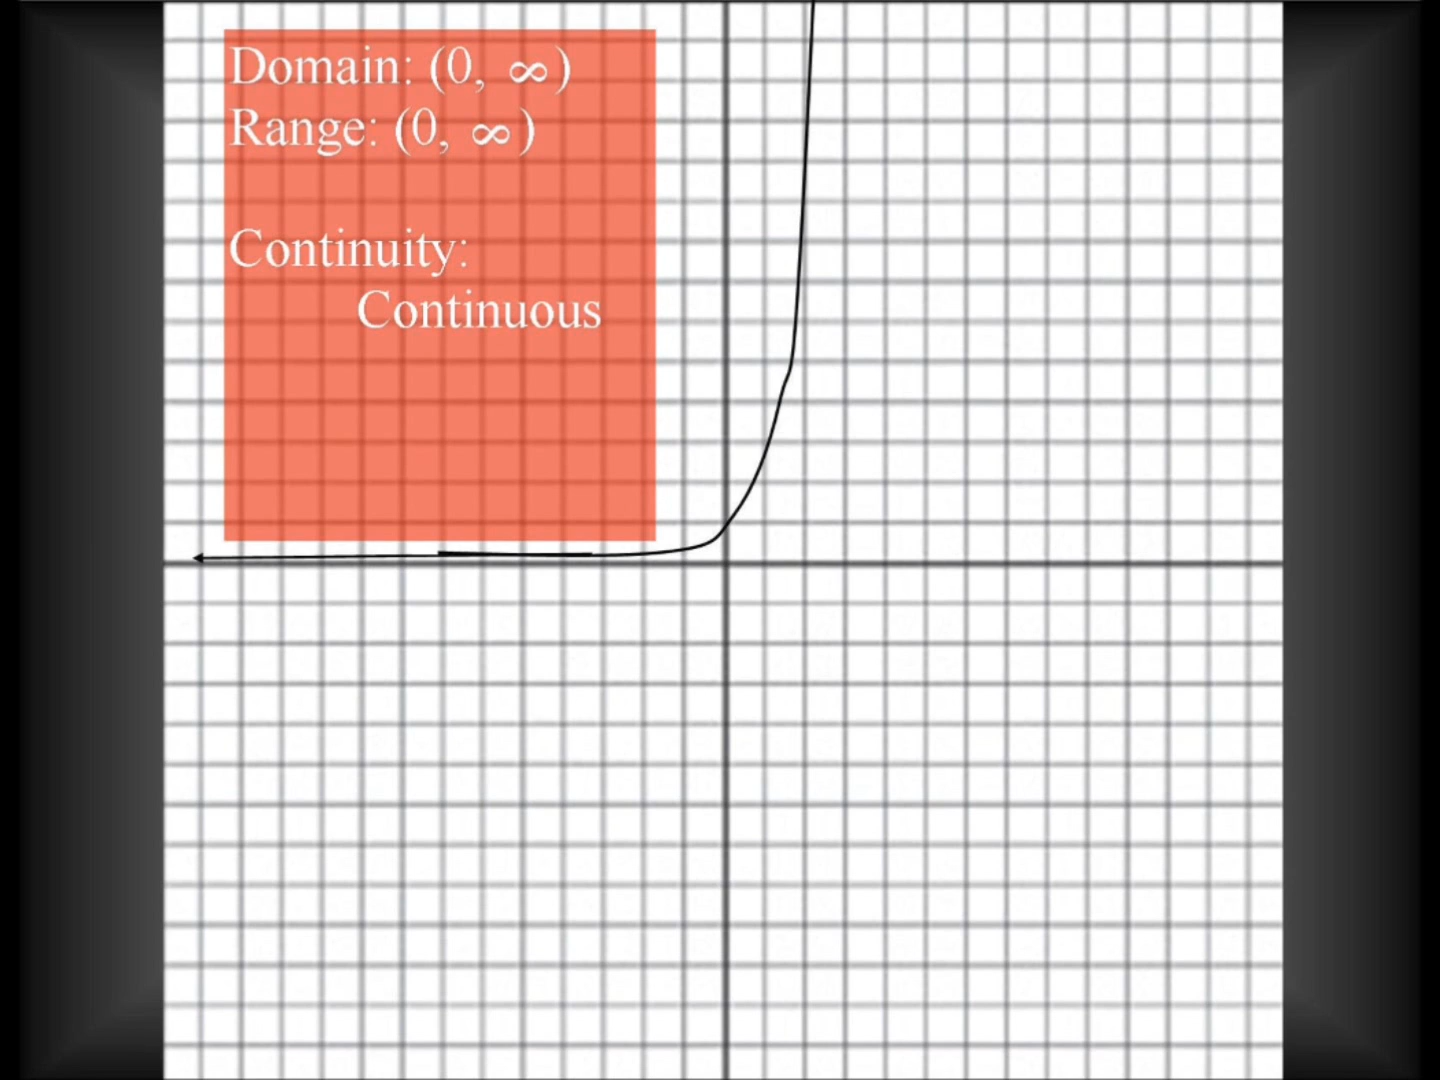 Domain: (0, ∞)
Range: (0, ∞)
Continuity:
Continuous